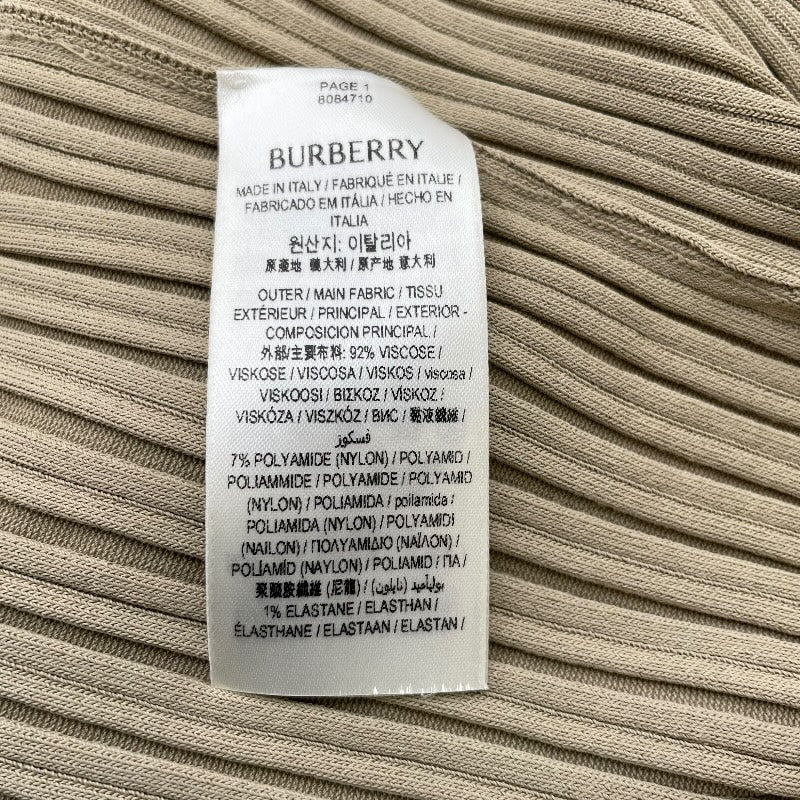 PAGE 1
8084710
BURBERRY
MADE IN ITALY / FABRIQUÉ EN ITALIE /
FABRICADO EM ITÁLIA / HECHO EN
ITALIA
원산지: 이탈리아
原產地 義大利 / 原产地 意大利
OUTER / MAIN FABRIC / TISSU
EXTÉRIEUR / PRINCIPAL / EXTERIOR -
COMPOSICION PRINCIPAL /
外部/主要布料: 92% VISCOSE /
VISKOSE / VISCOSA / VISKOS / viscosa /
VISKOOSI / ΒΙΣΚΟΖ / VÍSKOZ /
VISKÓZA / VISZKÓZ / ВИС / 黏液纖維 /
فسكوز
7% POLYAMIDE (NYLON) / POLYAMID /
POLIAMMIDE / POLYAMIDE / POLYAMID
(NYLON) / POLIAMIDA / poliamida /
POLIAMIDA (NYLON) / POLYAMIDI
(NAILON) / ΠΟΛΥΑΜΙΔΙΟ (ΝΑΪΛΟΝ) /
POLÍAMÍÐ (NAYLON) / POLIAMID / ПА /
聚醯胺纖維 (尼龍) / بولياميد (نايلون) /
1% ELASTANE / ELASTHAN /
ÉLASTHANE / ELASTAAN / ELASTAN /